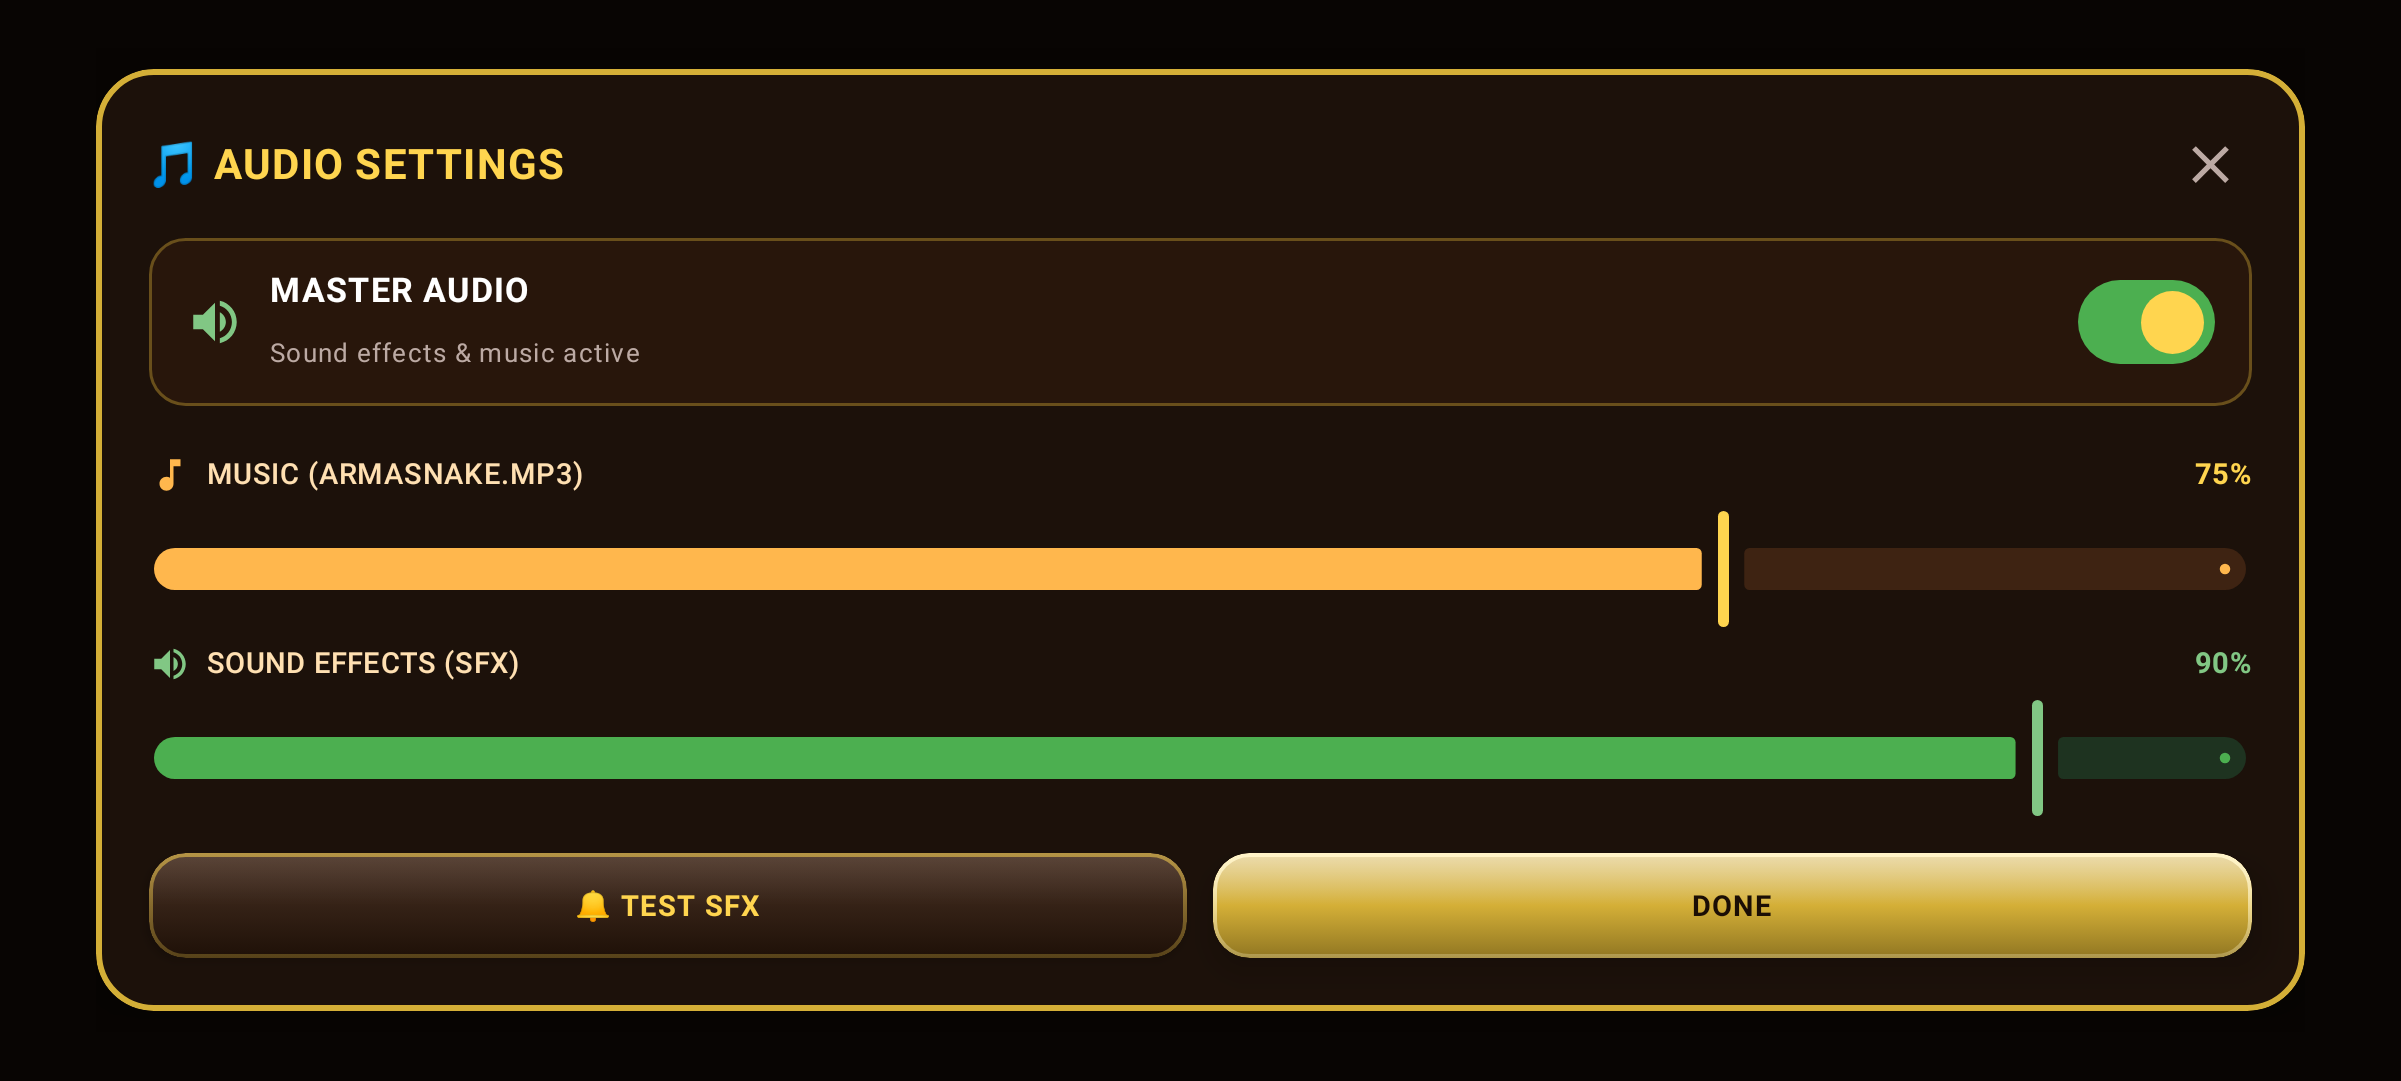 AUDIO SETTINGS
MASTER AUDIO
Sound effects & music active
MUSIC (ARMASNAKE.MP3)
75%
SOUND EFFECTS (SFX)
90%
TEST SFX
DONE